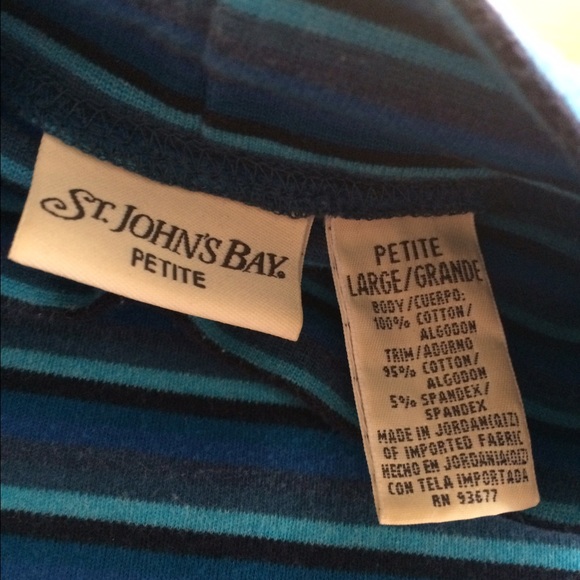 ST. JOHN'S BAY.
PETITE
PETITE
LARGE/GRANDE
BODY/CUERPO:
100% COTTON/
ALGODON
TRIM/ADORNO
95% COTTON/
ALGODON
5% SPANDEX/
SPANDEX
MADE IN JORDAN(QIZ)
OF IMPORTED FABRIC
HECHO EN JORDANIA(QIZ)
CON TELA IMPORTADA
RN 93677